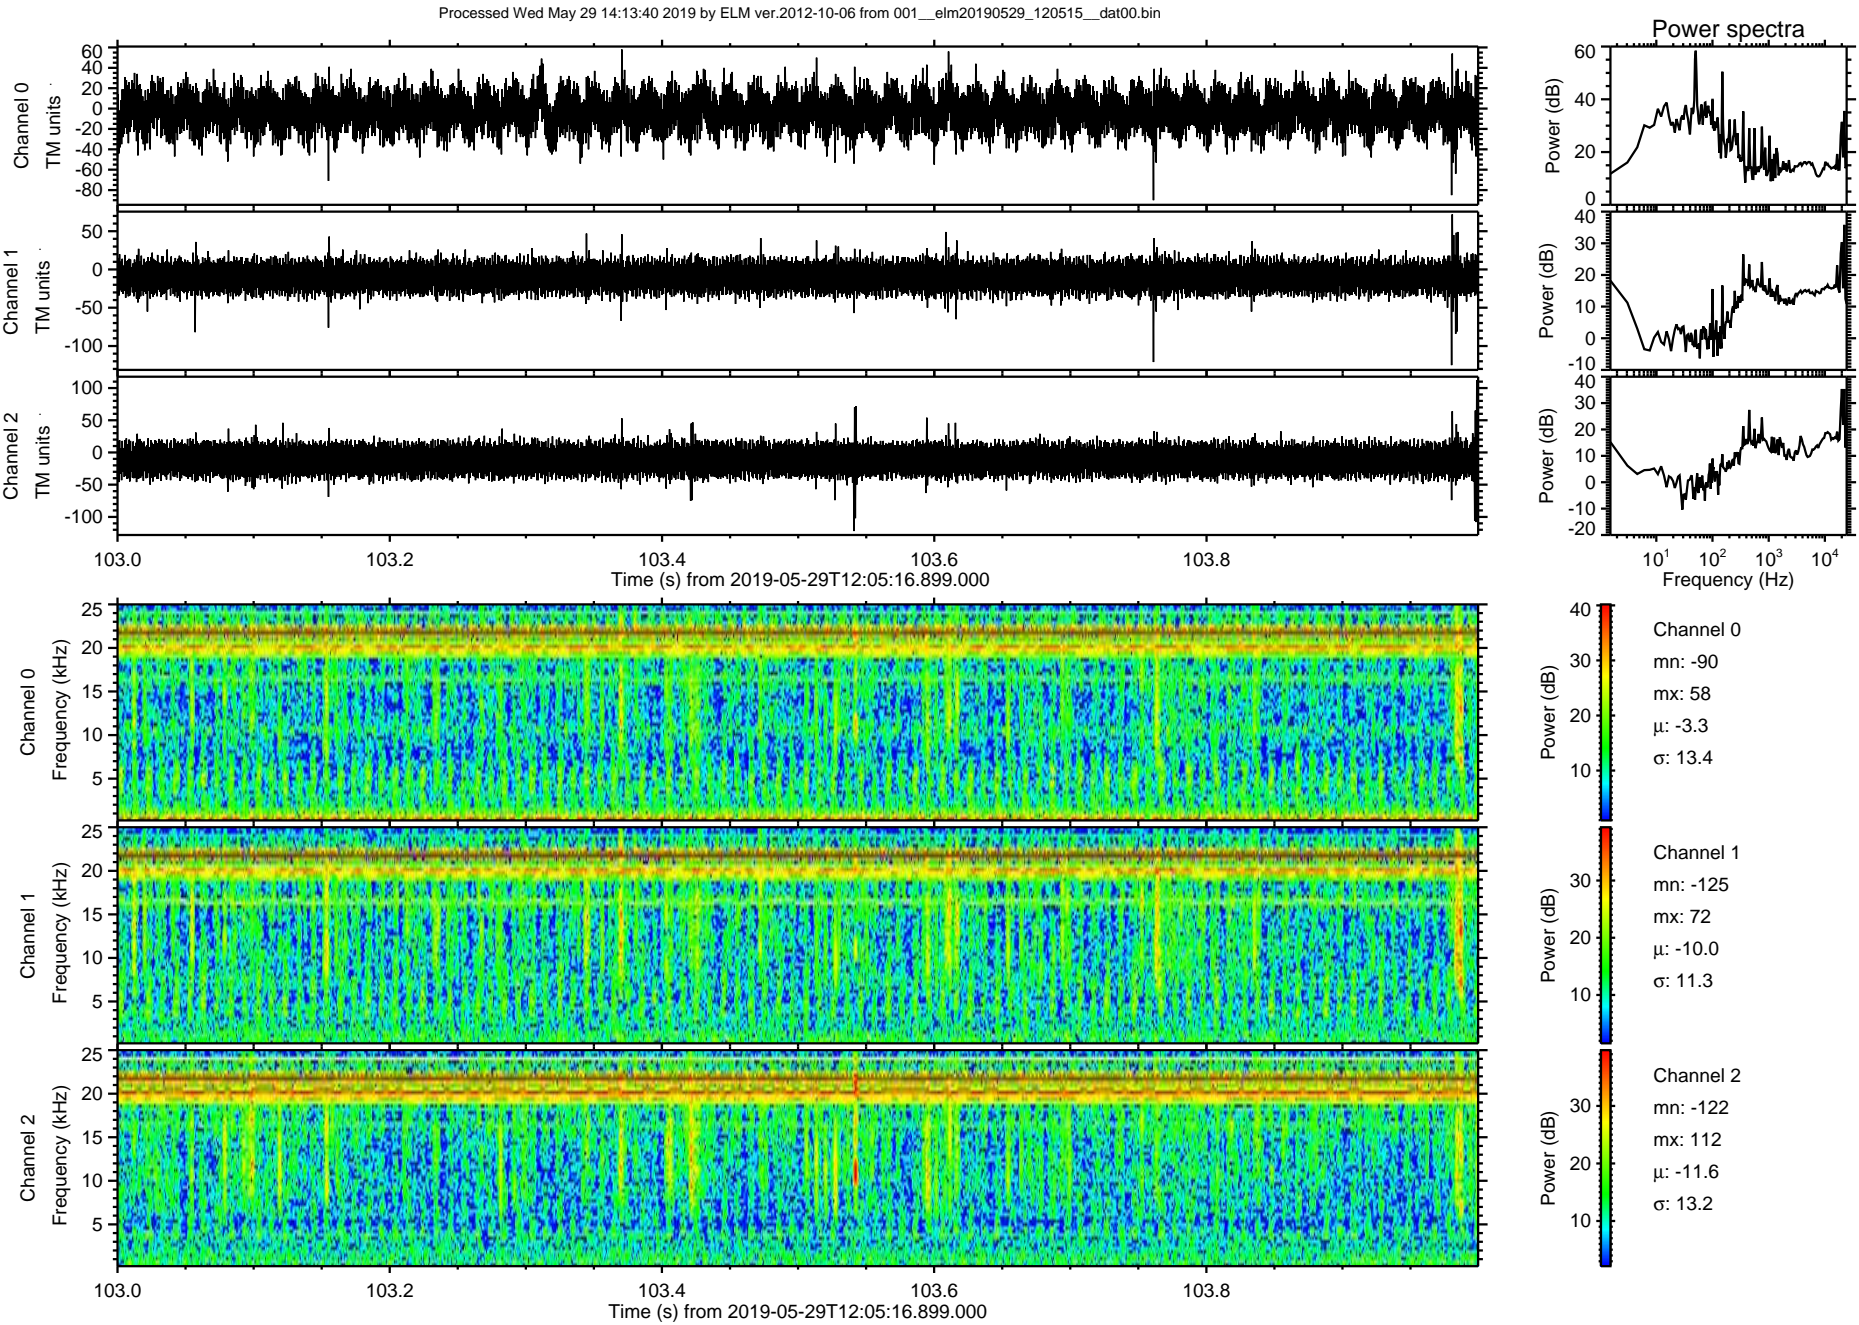 Processed Wed May 29 14:13:40 2019 by ELM ver.2012-10-06 from 001__elm20190529_120515__dat00.bin
Power spectra
Channel 0
TM units
60
40
20
0
-20
-40
-60
-80
Power (dB)
60
40
20
0
Channel 1
TM units
50
0
-50
-100
Power (dB)
40
30
20
10
0
-10
Channel 2
TM units
100
50
0
-50
-100
Power (dB)
40
30
20
10
0
-10
-20
103.0 103.2 103.4 103.6 103.8
Time (s) from 2019-05-29T12:05:16.899.000
10^1 10^2 10^3 10^4
Frequency (Hz)
Channel 0
Frequency (kHz)
25
20
15
10
5
Power (dB)
40
30
20
10
Channel 0
mn: -90
mx: 58
μ: -3.3
σ: 13.4
Channel 1
Frequency (kHz)
25
20
15
10
5
Power (dB)
30
20
10
Channel 1
mn: -125
mx: 72
μ: -10.0
σ: 11.3
Channel 2
Frequency (kHz)
25
20
15
10
5
Power (dB)
30
20
10
Channel 2
mn: -122
mx: 112
μ: -11.6
σ: 13.2
103.0 103.2 103.4 103.6 103.8
Time (s) from 2019-05-29T12:05:16.899.000